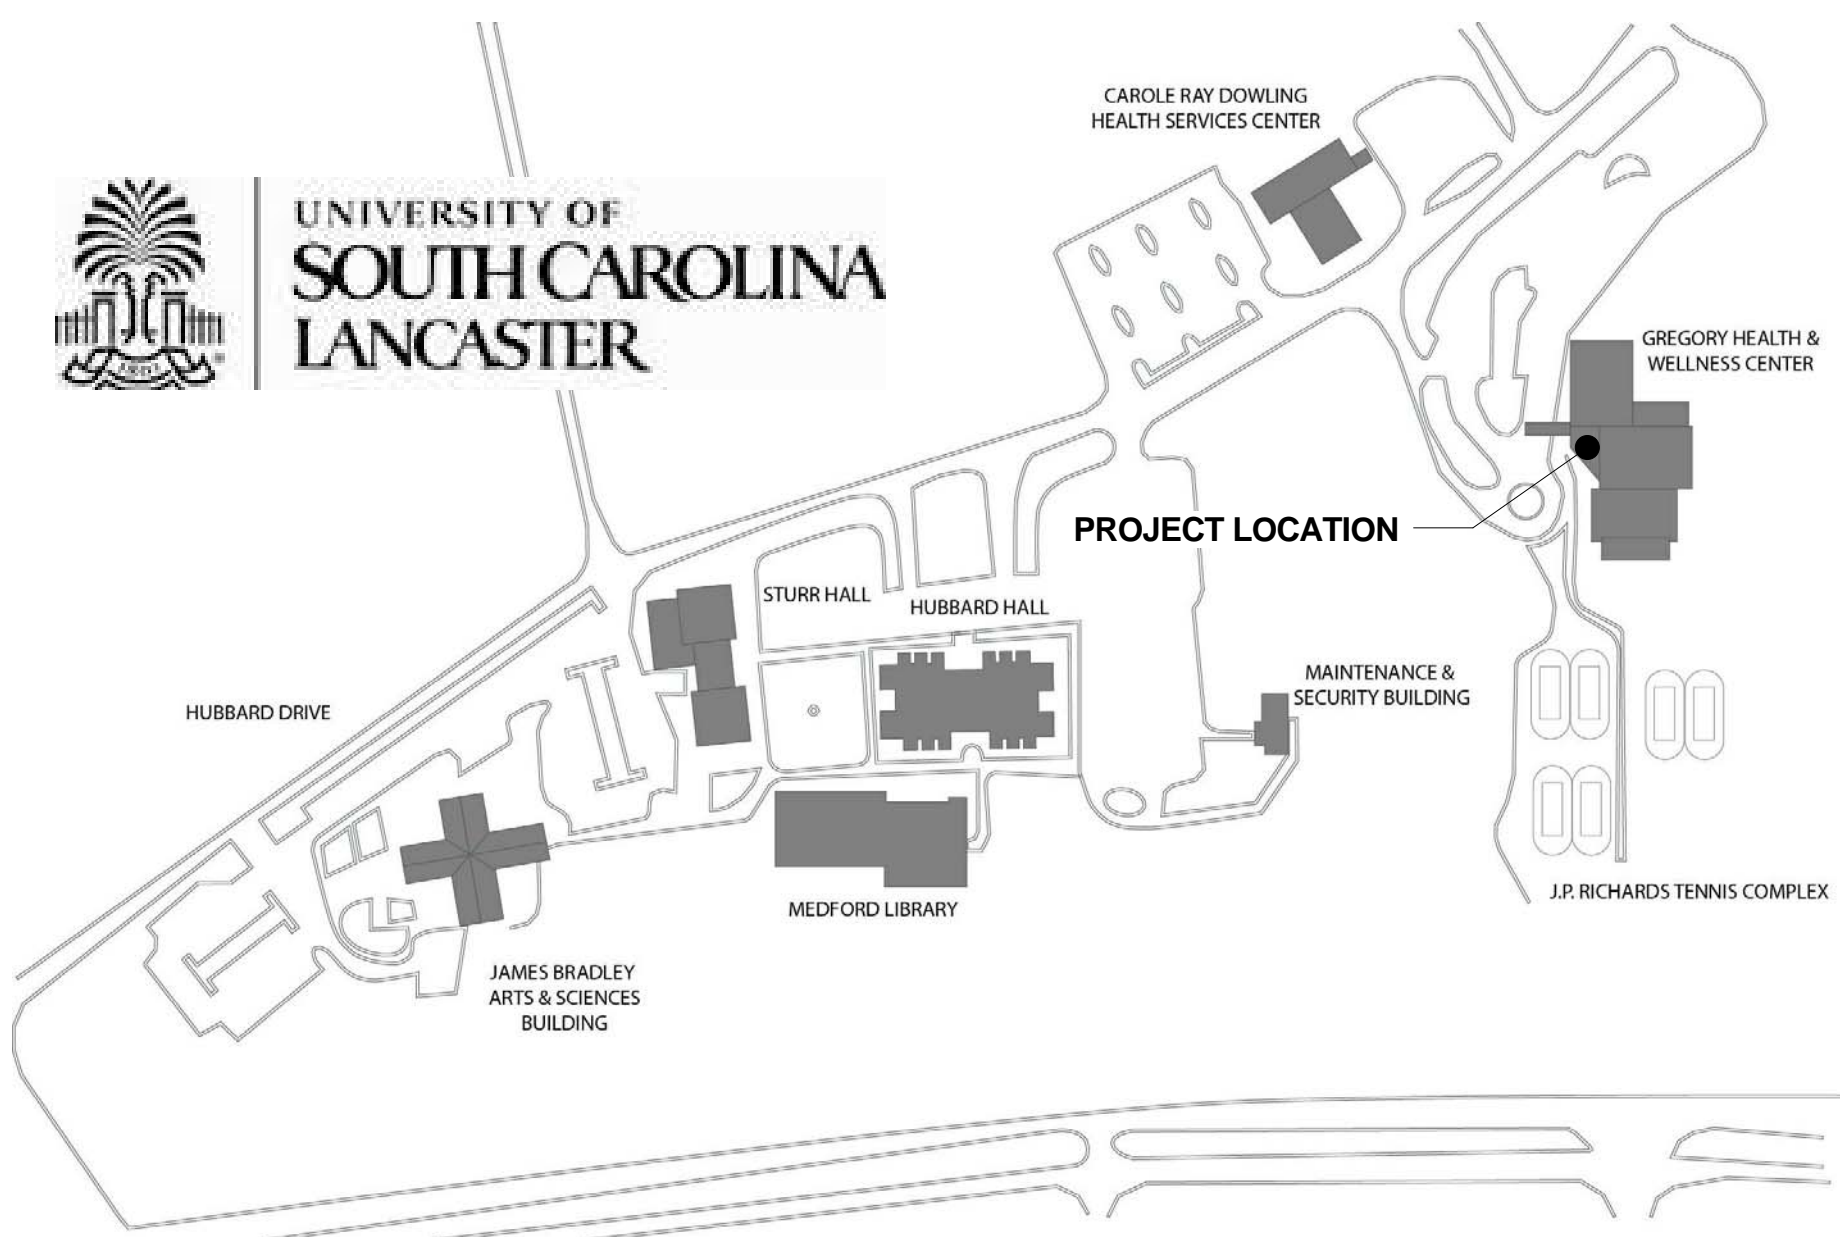 CAROLE RAY DOWLING
HEALTH SERVICES CENTER
UNIVERSITY OF
SOUTH CAROLINA
LANCASTER
GREGORY HEALTH &
WELLNESS CENTER
PROJECT LOCATION
STURR HALL
HUBBARD HALL
MAINTENANCE &
SECURITY BUILDING
HUBBARD DRIVE
J.P. RICHARDS TENNIS COMPLEX
MEDFORD LIBRARY
JAMES BRADLEY
ARTS & SCIENCES
BUILDING